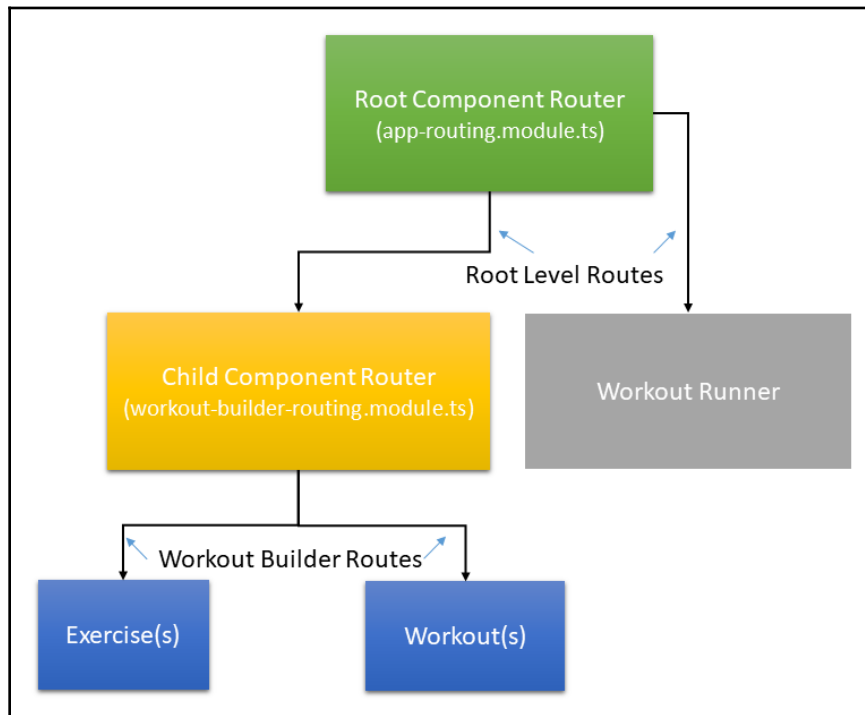 Root Component Router
(app-routing.module.ts)
Root Level Routes
Child Component Router
(workout-builder-routing.module.ts)
Workout Runner
Workout Builder Routes
Exercise(s)
Workout(s)